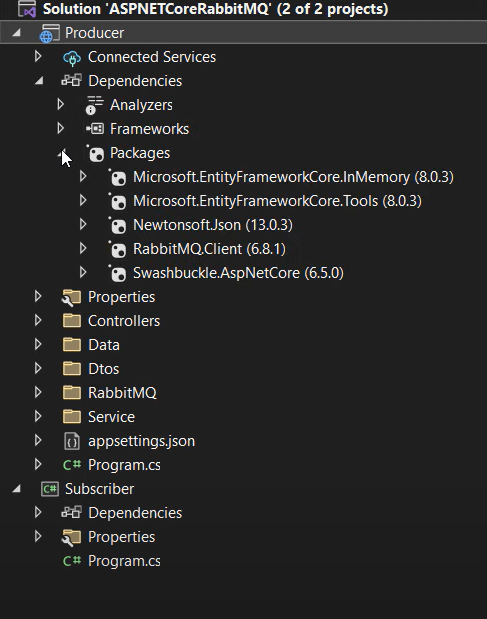 Solution 'ASPNETCoreRabbitMQ' (2 of 2 projects)
Producer
Connected Services
Dependencies
Analyzers
Frameworks
Packages
Microsoft.EntityFrameworkCore.InMemory (8.0.3)
Microsoft.EntityFrameworkCore.Tools (8.0.3)
Newtonsoft.Json (13.0.3)
RabbitMQ.Client (6.8.1)
Swashbuckle.AspNetCore (6.5.0)
Properties
Controllers
Data
Dtos
RabbitMQ
Service
appsettings.json
C# Program.cs
C# Subscriber
Dependencies
Properties
C# Program.cs